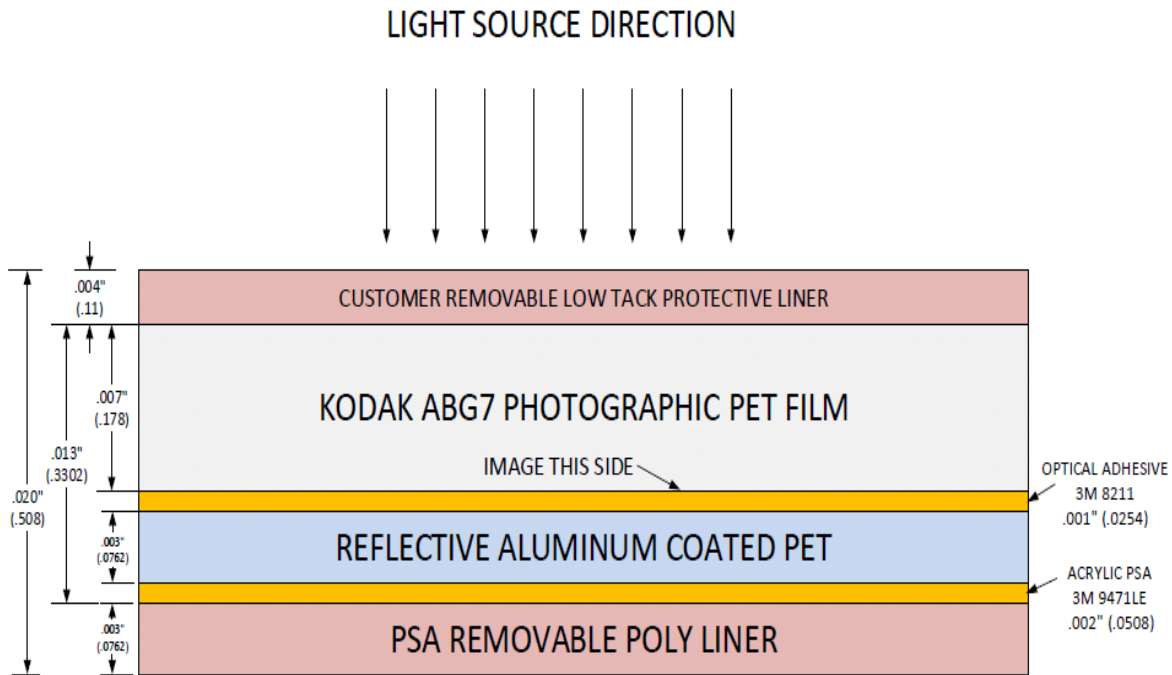 LIGHT SOURCE DIRECTION
.004"
(.11)
CUSTOMER REMOVABLE LOW TACK PROTECTIVE LINER
.007"
(.178)
KODAK ABG7 PHOTOGRAPHIC PET FILM
.013"
(.3302)
IMAGE THIS SIDE
OPTICAL ADHESIVE
3M 8211
.001" (.0254)
.020"
(.508)
.003"
(.0762)
REFLECTIVE ALUMINUM COATED PET
ACRYLIC PSA
3M 9471LE
.002" (.0508)
.003"
(.0762)
PSA REMOVABLE POLY LINER